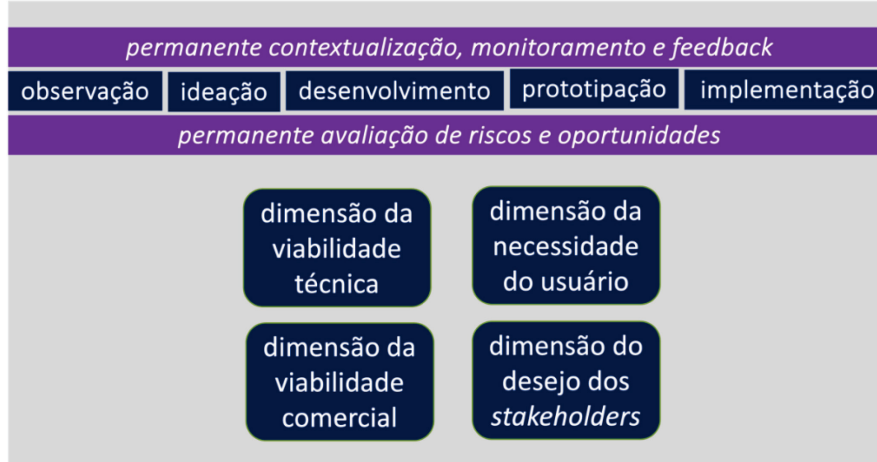 permanente contextualização, monitoramento e feedback
observação ideação desenvolvimento prototipação implementação
permanente avaliação de riscos e oportunidades
dimensão da
viabilidade
técnica
dimensão da
necessidade
do usuário
dimensão da
viabilidade
comercial
dimensão do
desejo dos
stakeholders